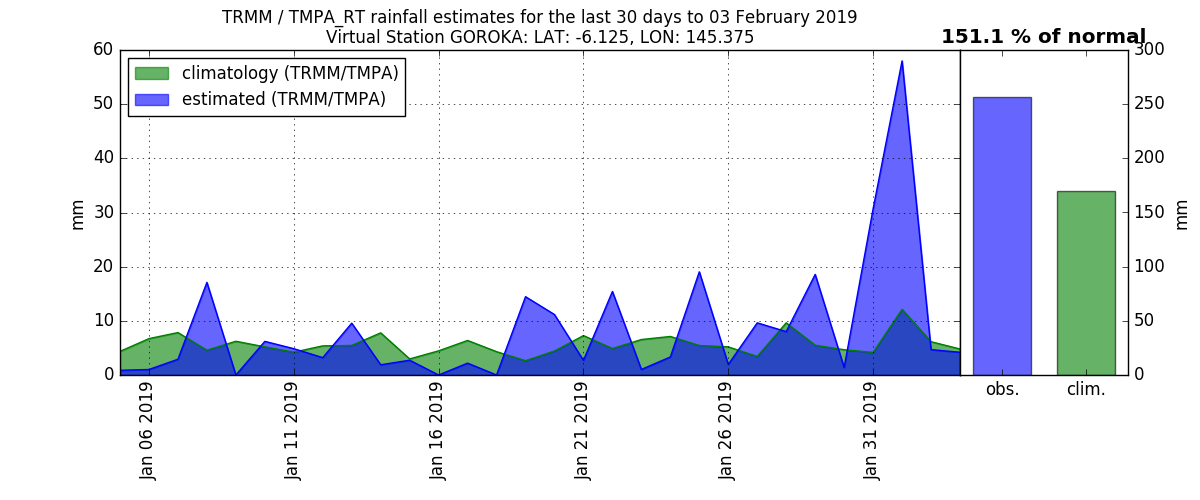 TRMM / TMPA_RT rainfall estimates for the last 30 days to 03 February 2019
Virtual Station GOROKA: LAT: -6.125, LON: 145.375
151.1 % of normal
climatology (TRMM/TMPA)
estimated (TRMM/TMPA)
60
50
40
30
20
10
0
mm
Jan 06 2019
Jan 11 2019
Jan 16 2019
Jan 21 2019
Jan 26 2019
Jan 31 2019
300
250
200
150
100
50
0
mm
obs.
clim.